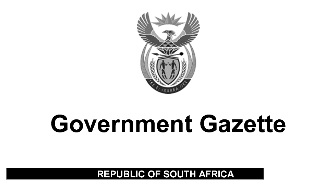 Government Gazette
REPUBLIC OF SOUTH AFRICA